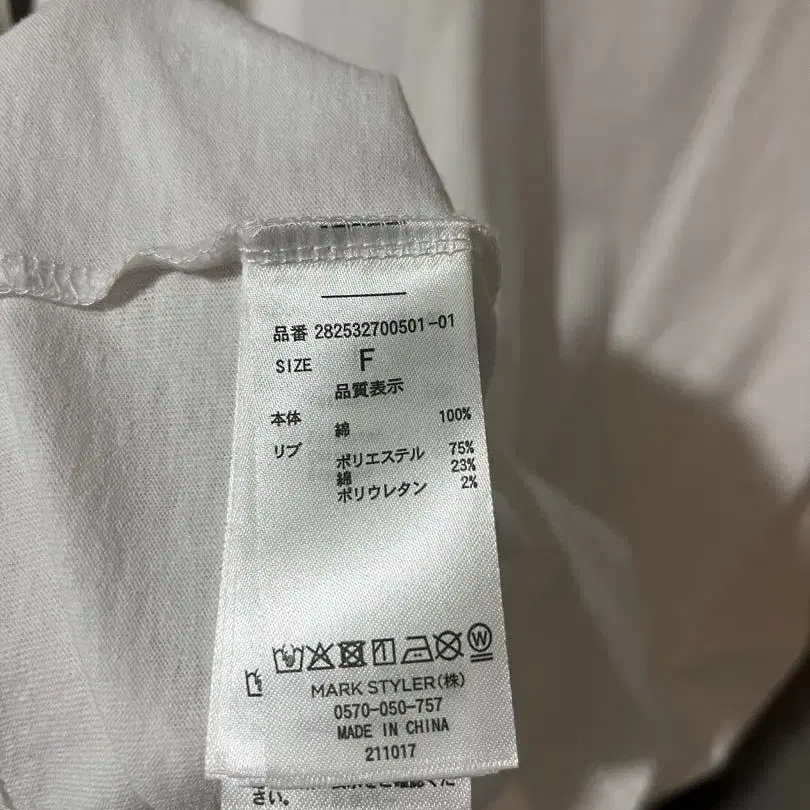 品番 282532700501-01
SIZE F
品質表示
本体 綿 100%
リブ ポリエステル 75%
綿 23%
ポリウレタン 2%
W
MARK STYLER(株)
0570-050-757
MADE IN CHINA
211017
さい。